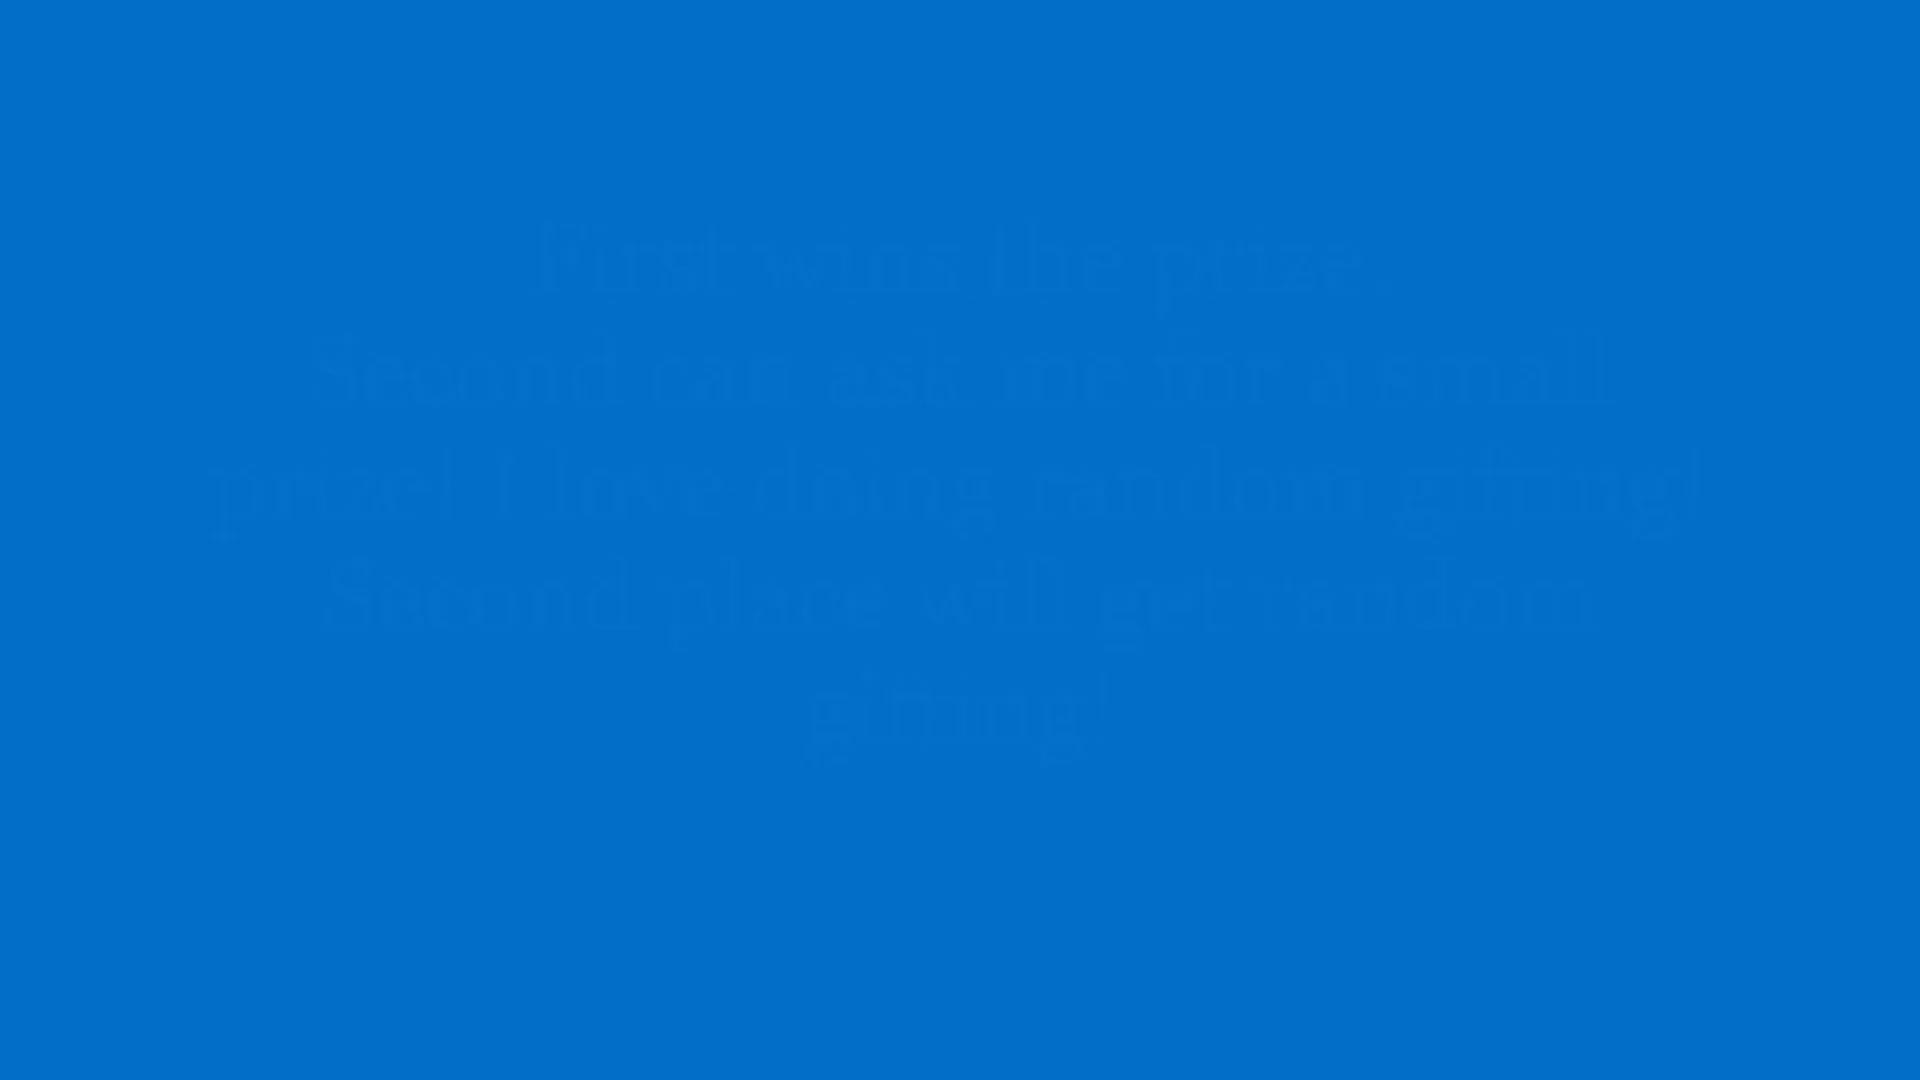 First wins the prize.
Second can ask me for a small
prize! I love doing random gifting!
Second place will get random
gifting!